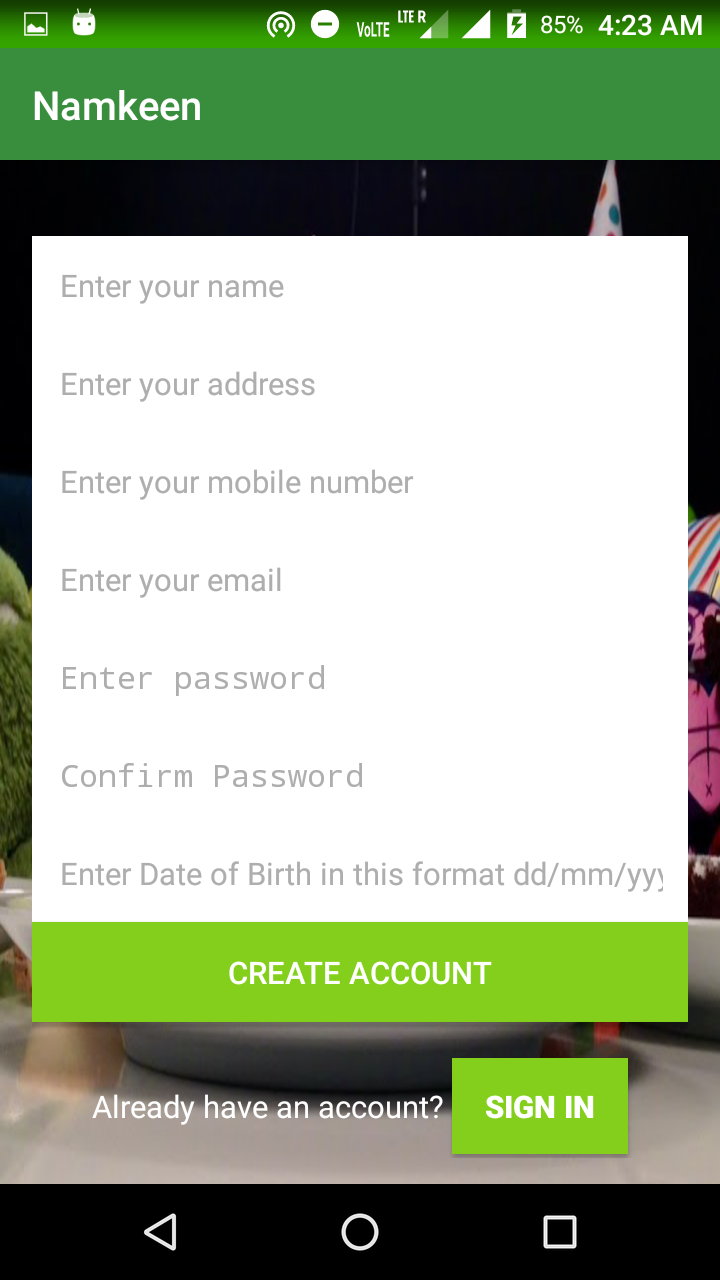 VoLTE LTE R 85% 4:23 AM
Namkeen
Enter your name
Enter your address
Enter your mobile number
Enter your email
Enter password
Confirm Password
Enter Date of Birth in this format dd/mm/yyy
CREATE ACCOUNT
Already have an account? SIGN IN